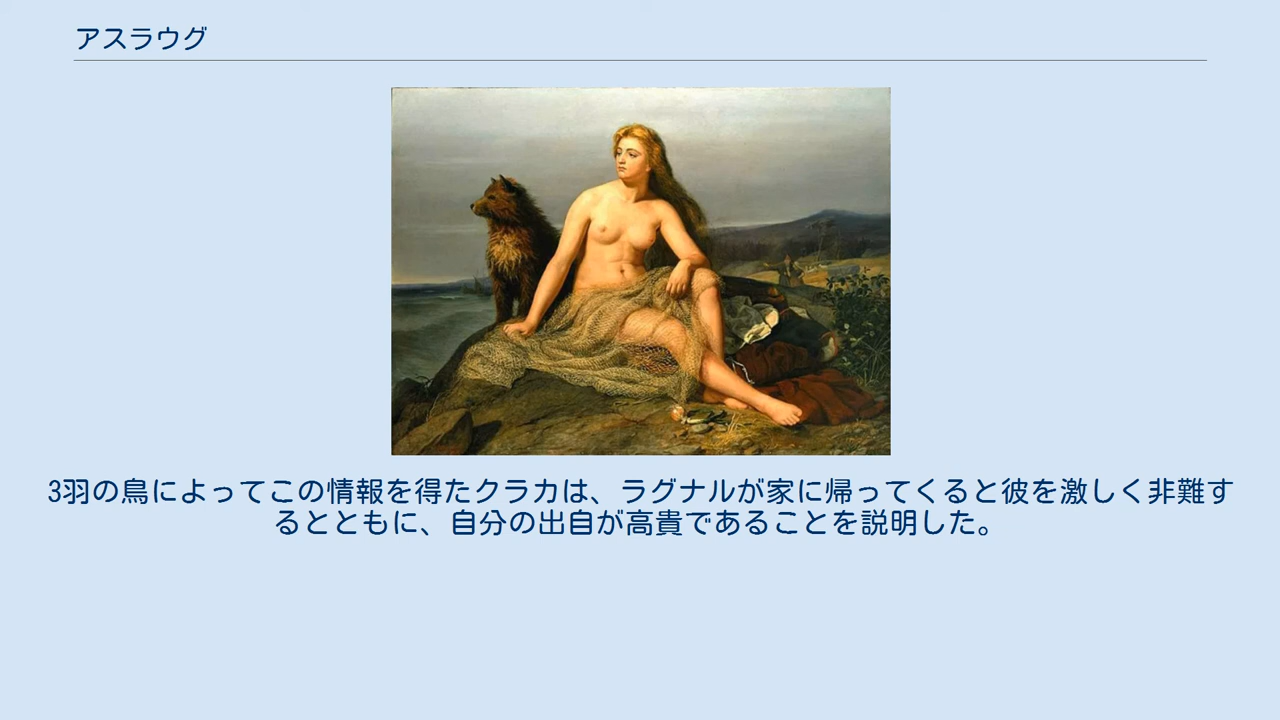 アスラウグ
3羽の鳥によってこの情報を得たクラカは、ラグナルが家に帰ってくると彼を激しく非難す
るとともに、自分の出自が高貴であることを説明した。